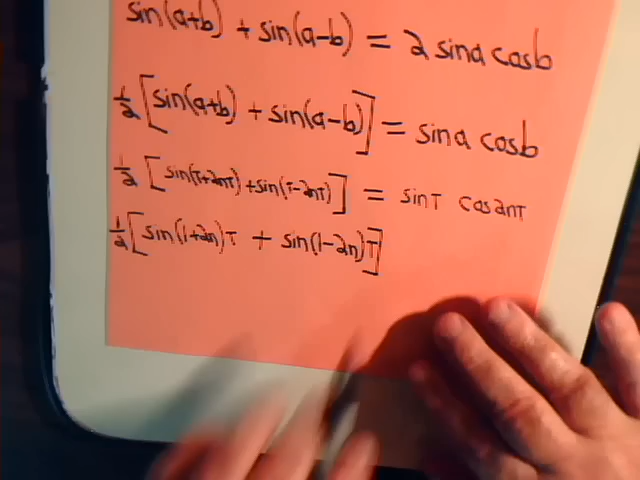 sin(a+b) + sin(a-b) = 2 sina cosb
1/2 [sin(a+b) + sin(a-b)] = sina cosb
1/2 [sin(τ+2nτ) + sin(τ-2nτ)] = sinτ cos2nτ
1/2 [sin(1+2n)τ + sin(1-2n)τ]